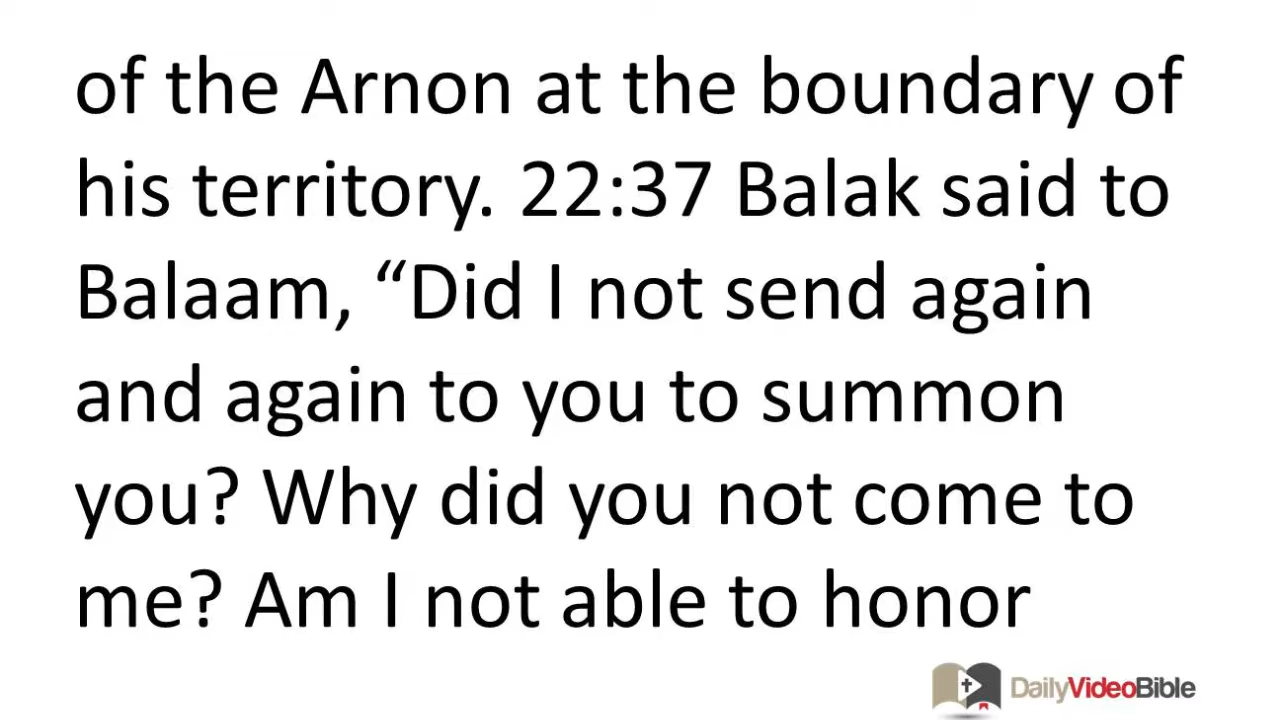 of the Arnon at the boundary of
his territory. 22:37 Balak said to
Balaam, “Did I not send again
and again to you to summon
you? Why did you not come to
me? Am I not able to honor
DailyVideoBible